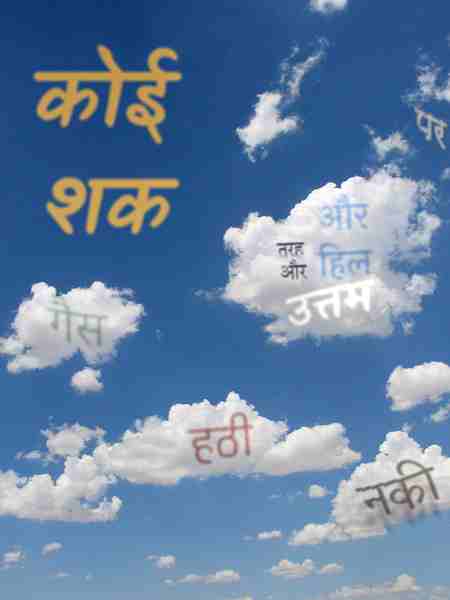 कोई
शक
पर
और
हिल
तरह
और
उत्तम
गेस
हठी
नकी